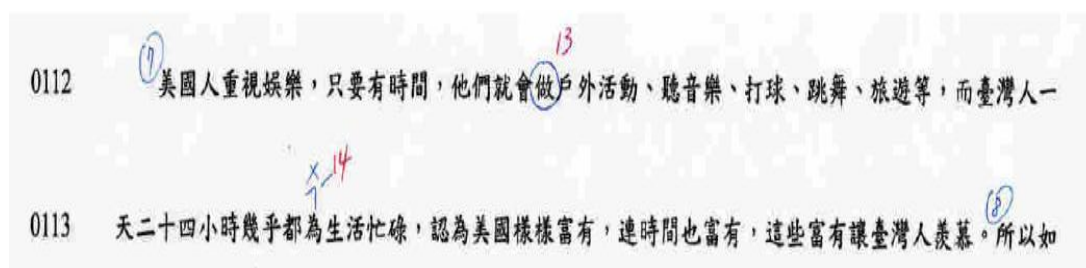 13
0112 ⑦美國人重視娛樂，只要有時間，他們就會做戶外活動、聽音樂、打球、跳舞、旅遊等，而臺灣人一
x 14
0113 天二十四小時幾乎都為生活忙碌，認為美國樣樣富有，連時間也富有，這些富有讓臺灣人羨慕。⑧所以如